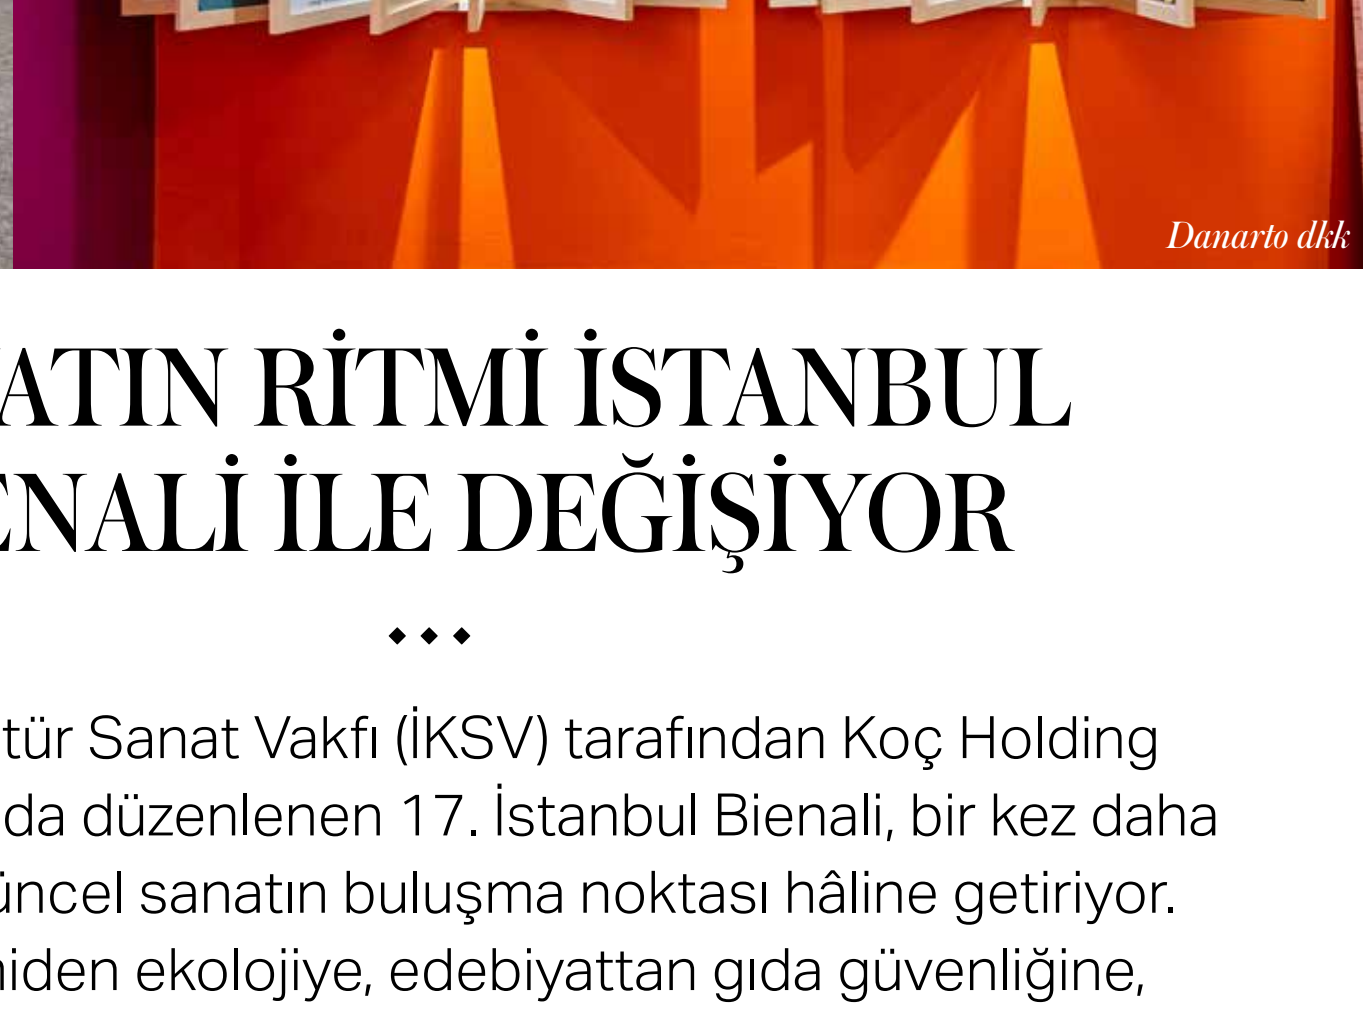 Danarto dkk
ATIN RİTMİ İSTANBUL
ENALİ İLE DEĞİŞİYOR
tür Sanat Vakfı (İKSV) tarafından Koç Holding
da düzenlenen 17. İstanbul Bienali, bir kez daha
üncel sanatın buluşma noktası hâline getiriyor.
iden ekolojiye, edebiyattan gıda güvenliğine,